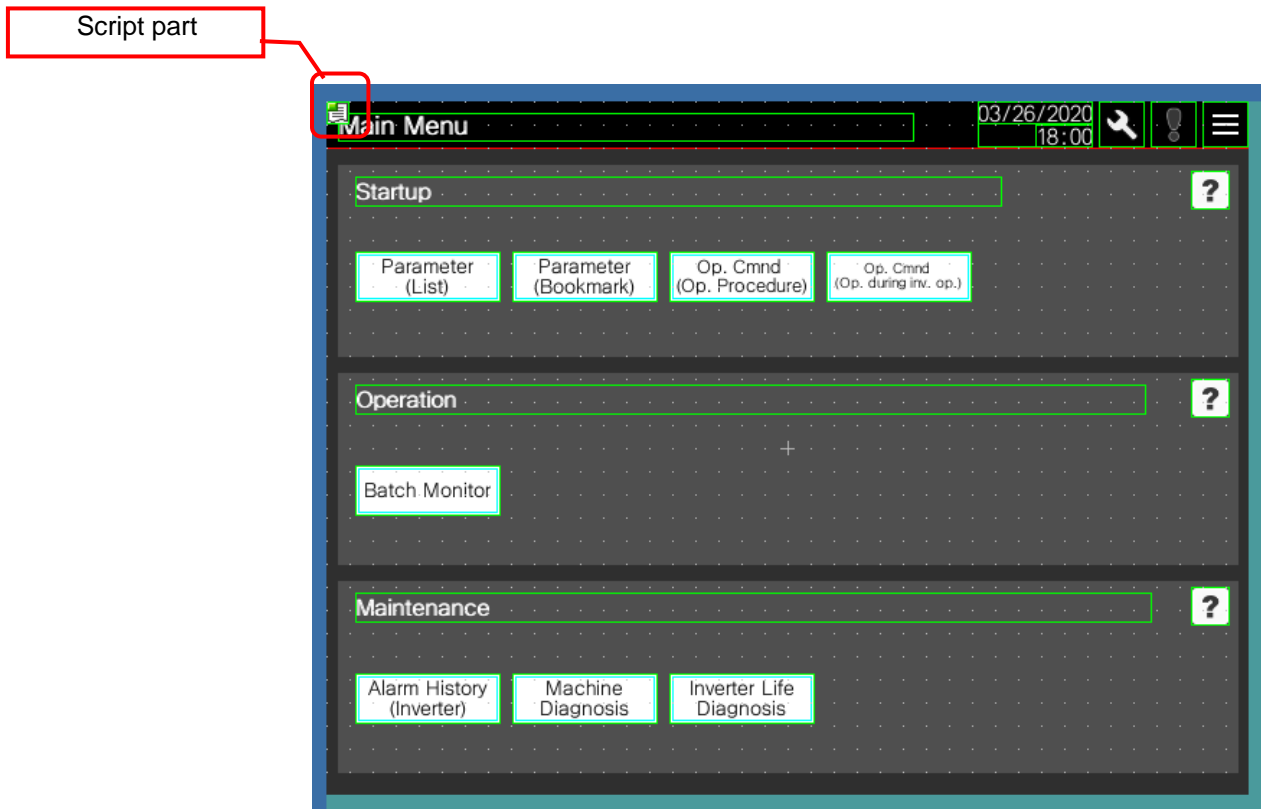 Script part
Main Menu
03/26/2020
18:00
Startup
?
Parameter
(List)
Parameter
(Bookmark)
Op. Cmnd
(Op. Procedure)
Op. Cmnd
(Op. during inv. op.)
Operation
?
Batch Monitor
Maintenance
?
Alarm History
(Inverter)
Machine
Diagnosis
Inverter Life
Diagnosis